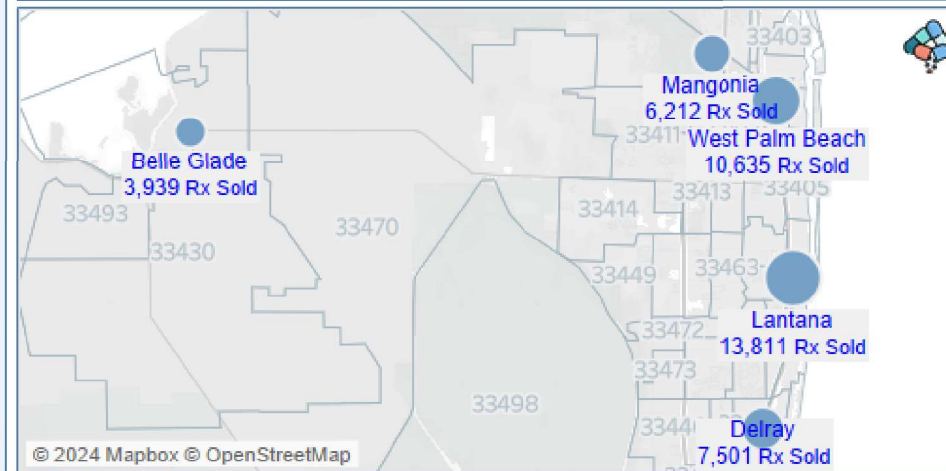 33403
Mangonia
6,212 Rx Sold
33411
West Palm Beach
10,635 Rx Sold
Belle Glade
3,939 Rx Sold
33493
33430
33470
33414
33413
33405
33449
33463
Lantana
13,811 Rx Sold
33472
33473
33498
Delray
7,501 Rx Sold
© 2024 Mapbox © OpenStreetMap